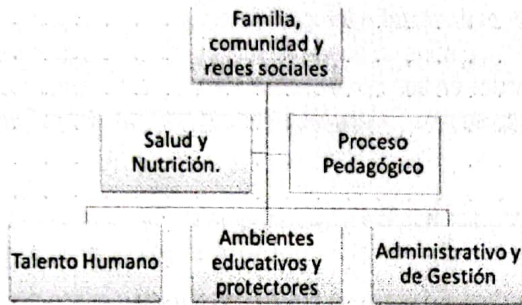 Familia,
comunidad y
redes sociales
Salud y
Nutrición.
Proceso
Pedagógico
Talento Humano
Ambientes
educativos y
protectores
Administrativo y
de Gestión